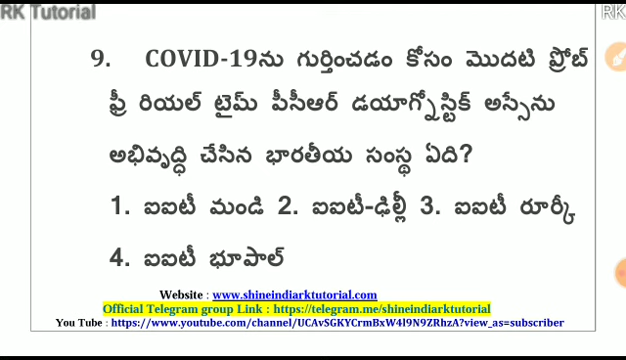 RK Tutorial
RK
9. COVID-19ను గుర్తించడం కోసం మొదటి ప్రోబ్
ఫ్రీ రియల్ టైమ్ పీసీఆర్ డయాగ్నోస్టిక్ అస్సేను
అభివృద్ధి చేసిన భారతీయ సంస్థ ఏది?
1. ఐఐటీ మండి 2. ఐఐటీ-ఢిల్లీ 3. ఐఐటీ రూర్కీ
4. ఐఐటీ భూపాల్
Website : www.shineindiarktutorial.com
Official Telegram group Link : https://telegram.me/shineindiarktutorial
You Tube : https://www.youtube.com/channel/UCAvSGKYCrmBxW4I9N9ZRhzA?view_as=subscriber